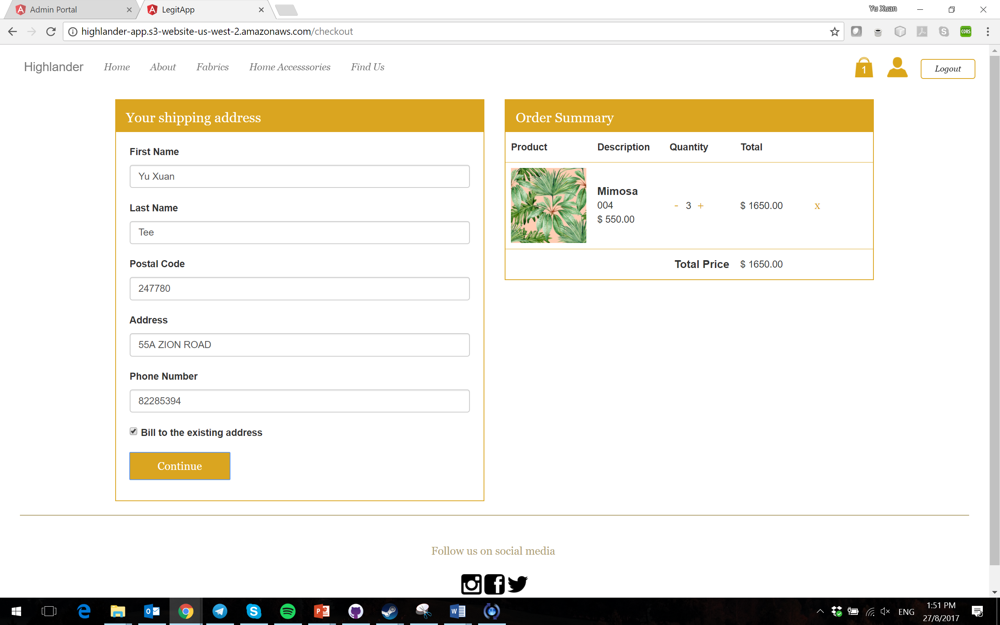 Admin Portal
LegitApp
Yu Xuan
highlander-app.s3-website-us-west-2.amazonaws.com/checkout
CORS
Highlander Home About Fabrics Home Accesssories Find Us
1
Logout
Your shipping address
First Name
Yu Xuan
Last Name
Tee
Postal Code
247780
Address
55A ZION ROAD
Phone Number
82285394
Bill to the existing address
Continue
Order Summary
Product Description Quantity Total
Mimosa
004
$ 550.00
- 3 +
$ 1650.00
x
Total Price $ 1650.00
Follow us on social media
ENG
1:51 PM
27/8/2017